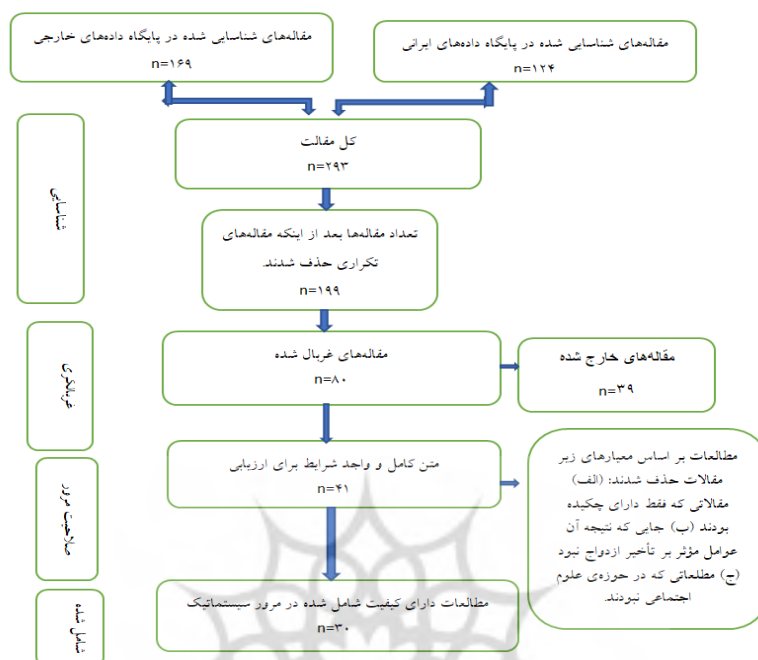 مقاله‌های شناسایی شده در پایگاه داده‌های ایرانی
n=۱۲۴
مقاله‌های شناسایی شده در پایگاه داده‌های خارجی
n=۱۶۹
شناسایی
کل مقالت
n=۲۹۳
تعداد مقاله‌ها بعد از اینکه مقاله‌های
تکراری حذف شدند.
n=۱۹۹
غربالگری
مقاله‌های غربال شده
n=۸۰
مقاله‌های خارج شده
n=۳۹
صلاحیت مرور
متن کامل و واجد شرایط برای ارزیابی
n=۴۱
مطالعات بر اساس معیارهای زیر
مقالات حذف شدند: (الف)
مقالاتی که فقط دارای چکیده
بودند (ب) جایی که نتیجه آن
عوامل مؤثر بر تأخیر ازدواج نبود
(ج) مطلعاتی که در حوزه‌ی علوم
اجتماعی نبودند.
شامل شده
مطالعات دارای کیفیت شامل شده در مرور سیستماتیک
n=۳۰